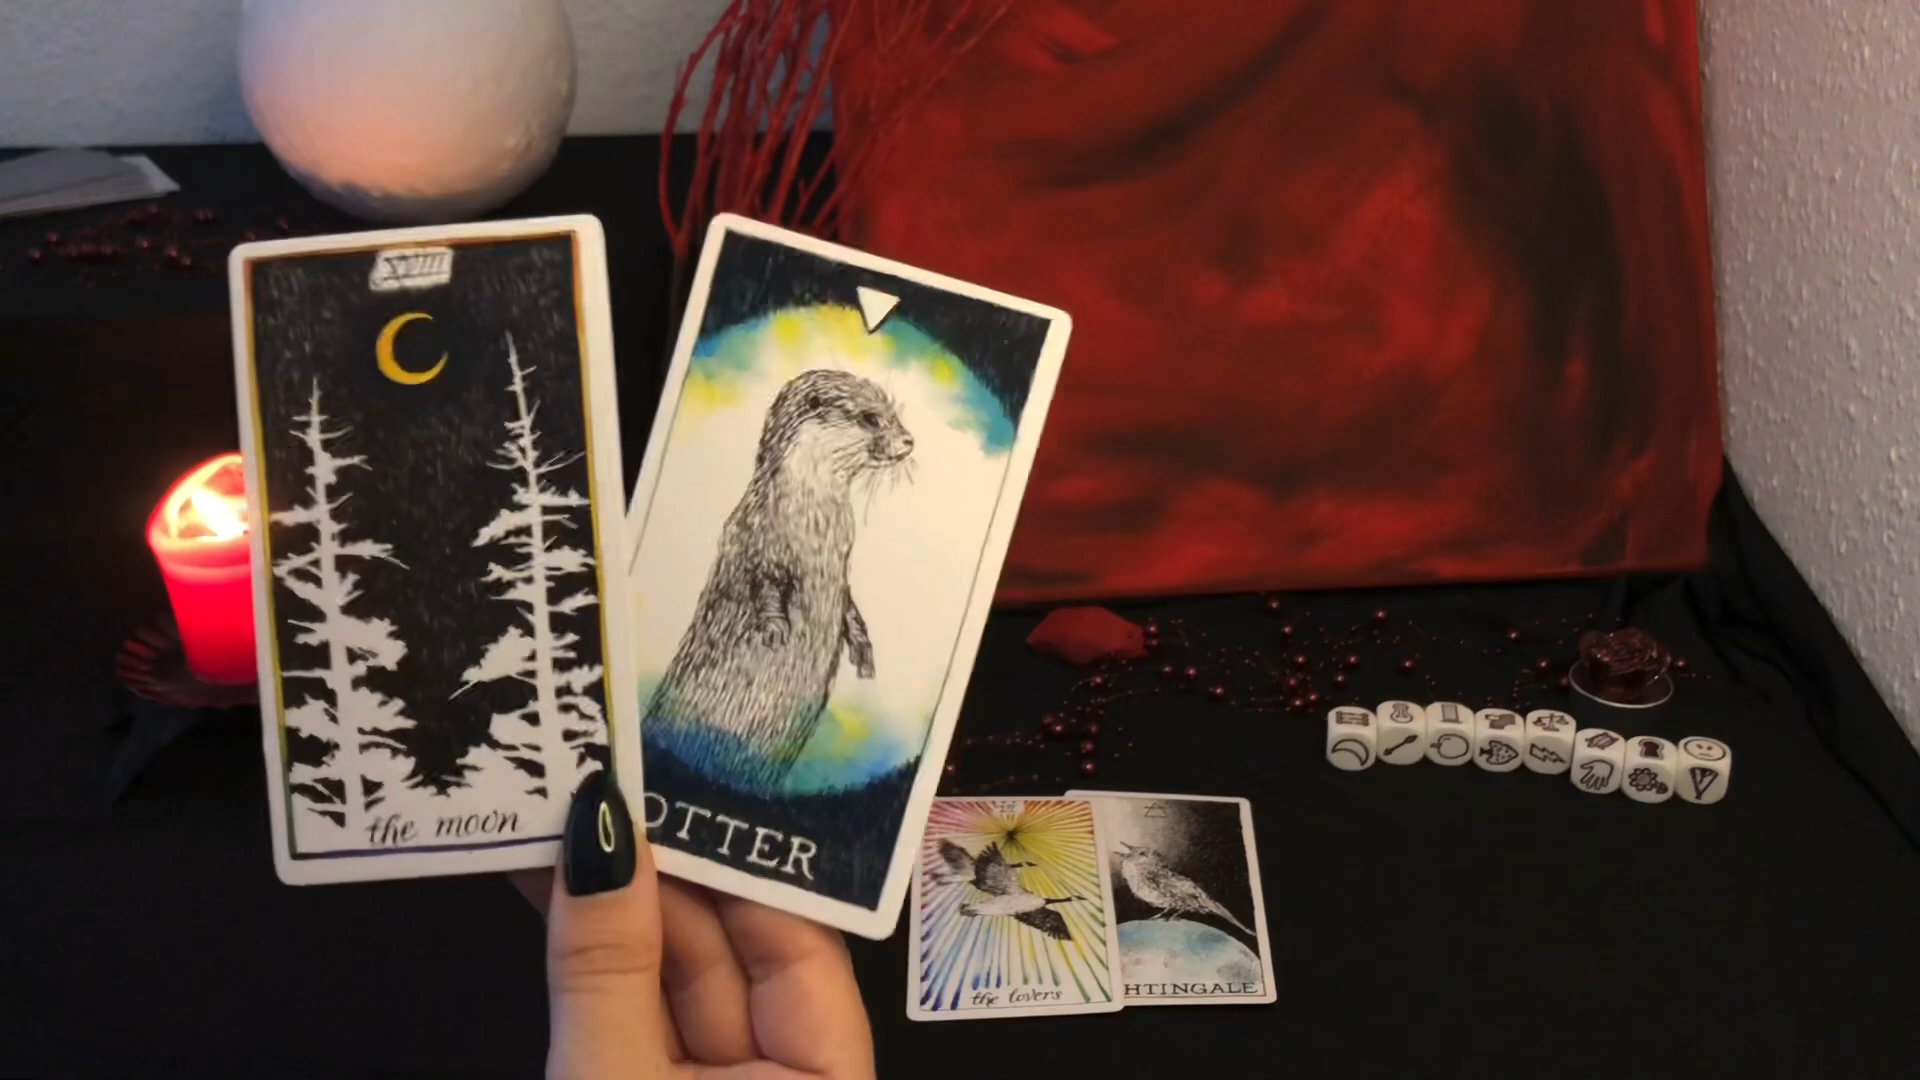 XVIII
the moon
OTTER
the lovers
HTINGALE